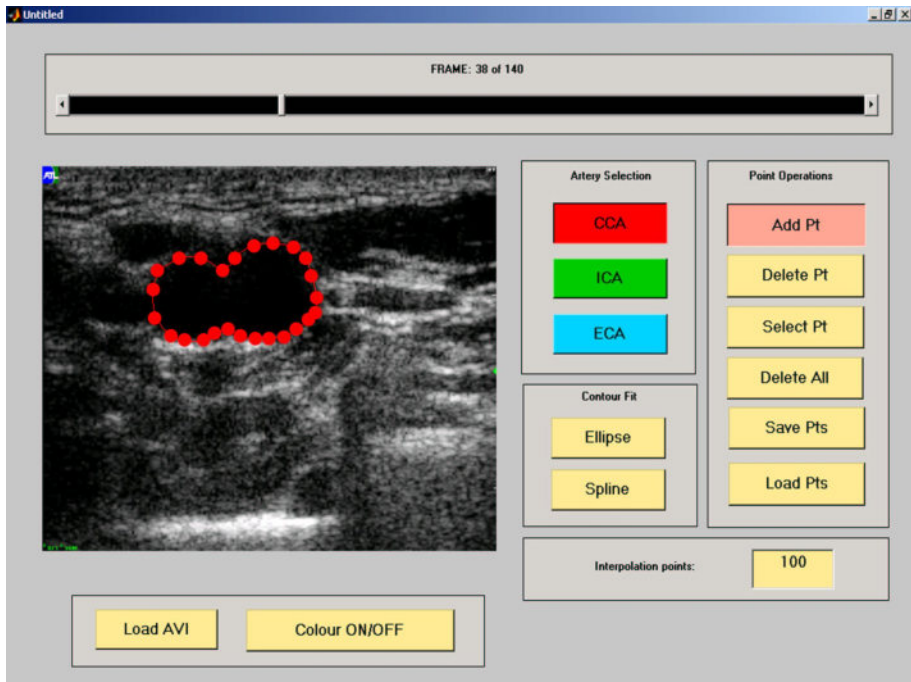 Untitled
FRAME: 38 of 140
ATL
Artery Selection
CCA
ICA
ECA
Contour Fit
Ellipse
Spline
Point Operations
Add Pt
Delete Pt
Select Pt
Delete All
Save Pts
Load Pts
Interpolation points:
100
Load AVI
Colour ON/OFF